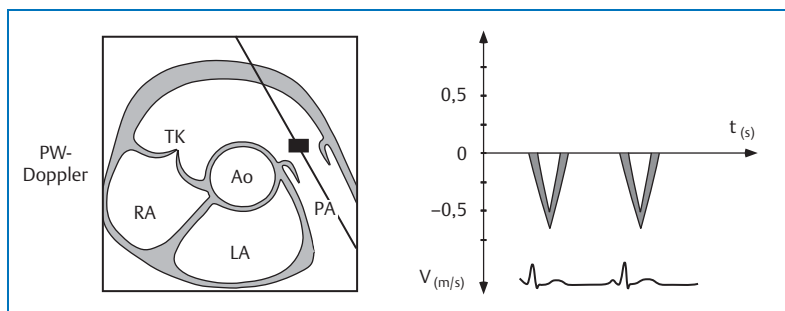 PW-
Doppler
TK
Ao
RA
PA
LA
0,5
t (s)
0
–0,5
V (m/s)